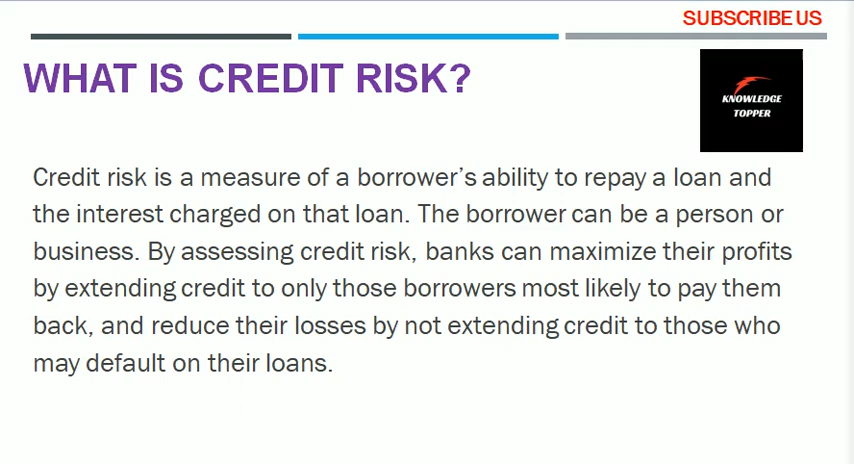 SUBSCRIBE US
WHAT IS CREDIT RISK?
KNOWLEDGE
TOPPER
Credit risk is a measure of a borrower's ability to repay a loan and
the interest charged on that loan. The borrower can be a person or
business. By assessing credit risk, banks can maximize their profits
by extending credit to only those borrowers most likely to pay them
back, and reduce their losses by not extending credit to those who
may default on their loans.